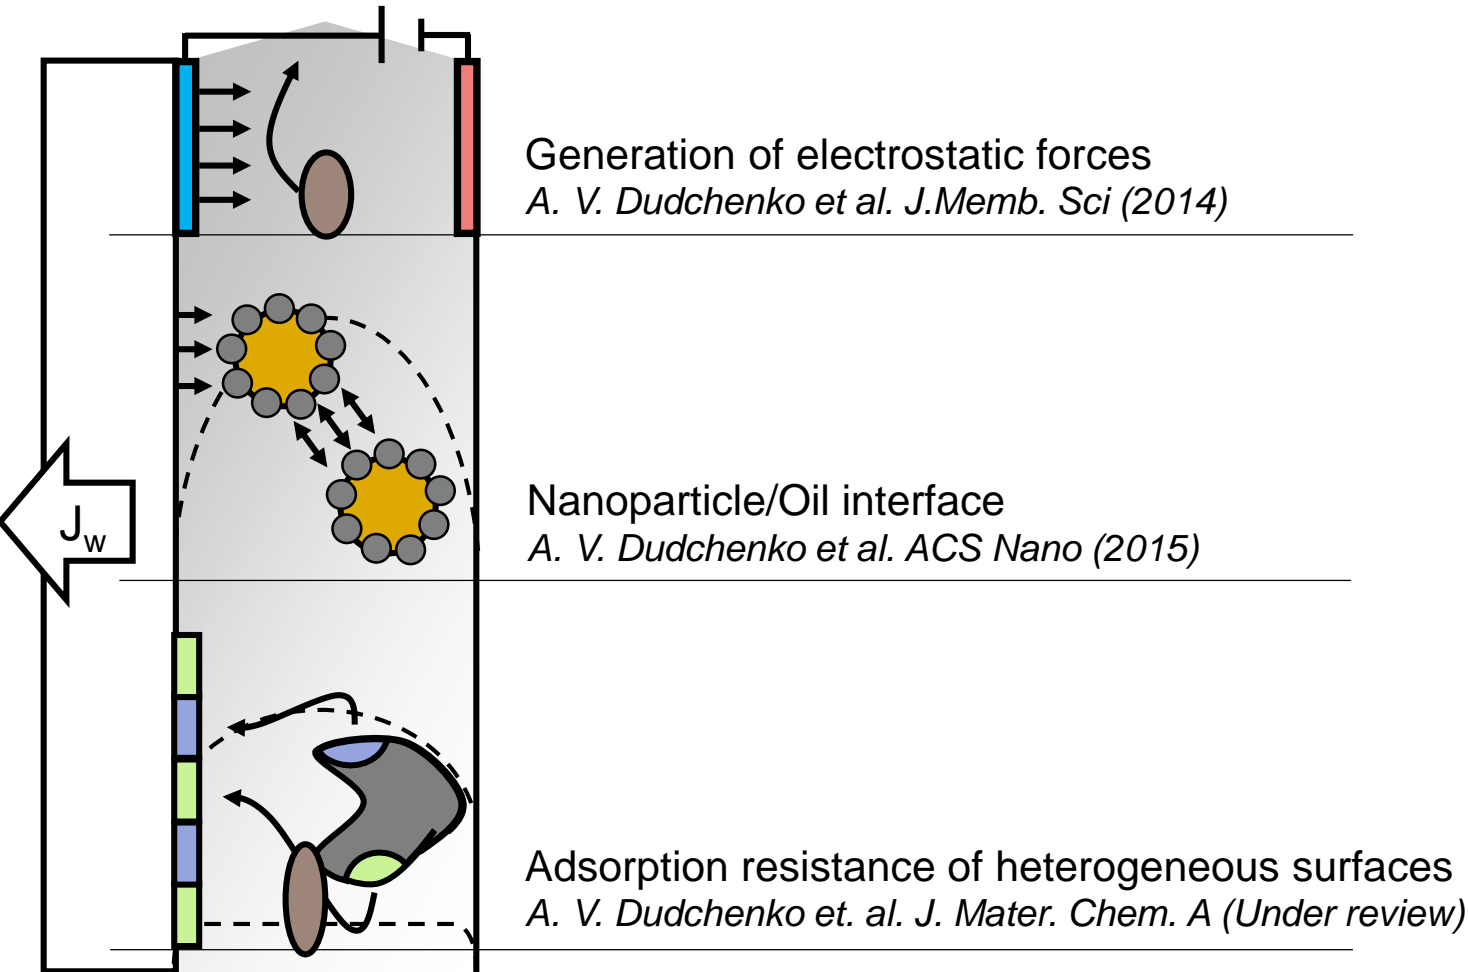 Generation of electrostatic forces
A. V. Dudchenko et al. J.Memb. Sci (2014)
Nanoparticle/Oil interface
A. V. Dudchenko et al. ACS Nano (2015)
Jw
Adsorption resistance of heterogeneous surfaces
A. V. Dudchenko et. al. J. Mater. Chem. A (Under review)